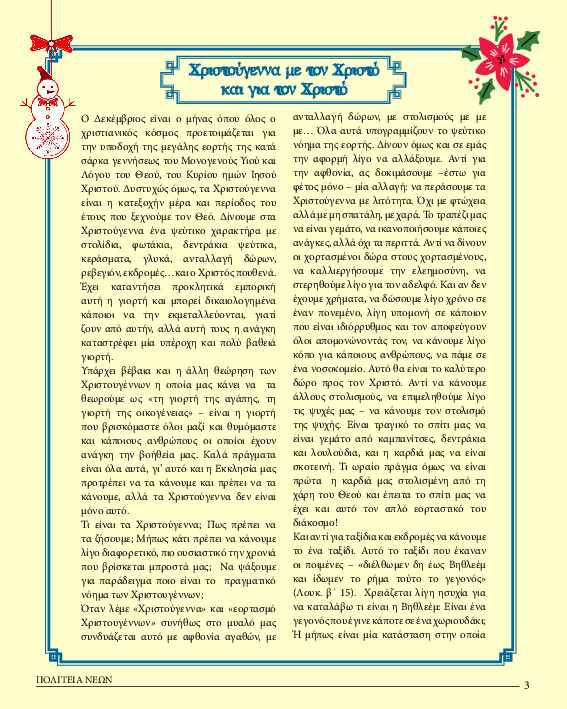 Χριστούγεννα με τον Χριστό
και για τον Χριστό
Ο Δεκέμβριος είναι ο μήνας όπου όλος ο
χριστιανικός κόσμος προετοιμάζεται για
την υποδοχή της μεγάλης εορτής της κατά
σάρκα γεννήσεως του Μονογενούς Υιού και
Λόγου του Θεού, του Κυρίου ημών Ιησού
Χριστού. Δυστυχώς όμως, τα Χριστούγεννα
είναι η κατεξοχήν μέρα και περίοδος του
έτους που ξεχνούμε τον Θεό. Δίνουμε στα
Χριστούγεννα ένα ψεύτικο χαρακτήρα με
στολίδια, φωτάκια, δεντράκια ψεύτικα,
κεράσματα, γλυκά, ανταλλαγή δώρων,
ρεβεγιόν, εκδρομές…και ο Χριστός πουθενά.
Έχει καταντήσει προκλητικά εμπορική
αυτή η γιορτή και μπορεί δικαιολογημένα
κάποιοι να την εκμεταλλεύονται, γιατί
ζουν από αυτήν, αλλά αυτή τους η ανάγκη
καταστρέφει μία υπέροχη και πολύ βαθειά
γιορτή.
Υπάρχει βέβαια και η άλλη θεώρηση των
Χριστουγέννων η οποία μας κάνει να τα
θεωρούμε ως «τη γιορτή της αγάπης, τη
γιορτή της οικογένειας» – είναι η γιορτή
που βρισκόμαστε όλοι μαζί και θυμόμαστε
και κάποιους ανθρώπους οι οποίοι έχουν
ανάγκη την βοήθεία μας. Καλά πράγματα
είναι όλα αυτά, γι’ αυτό και η Εκκλησία μας
προτρέπει να τα κάνουμε και πρέπει να τα
κάνουμε, αλλά τα Χριστούγεννα δεν είναι
μόνο αυτό.
Τι είναι τα Χριστούγεννα; Πως πρέπει να
τα ζήσουμε; Μήπως κάτι πρέπει να κάνουμε
λίγο διαφορετικό, πιο ουσιαστικό την χρονιά
που βρίσκεται μπροστά μας; Να ψάξουμε
για παράδειγμα ποιο είναι το πραγματικό
νόημα των Χριστουγέννων;
Όταν λέμε «Χριστούγεννα» και «εορτασμό
Χριστουγέννων» συνήθως στο μυαλό μας
συνδυάζεται αυτό με αφθονία αγαθών, με
ανταλλαγή δώρων, με στολισμούς με με
με… Όλα αυτά υπογραμμίζουν το ψεύτικο
νόημα της εορτής. Δίνουν όμως και σε εμάς
την αφορμή λίγο να αλλάξουμε. Αντί για
την αφθονία, ας δοκιμάσουμε –έστω για
φέτος μόνο – μία αλλαγή: να περάσουμε τα
Χριστούγεννα με λιτότητα. Όχι με φτώχεια
αλλά με μη σπατάλη, με χαρά. Το τραπέζι μας
να είναι γεμάτο, να ικανοποιήσουμε κάποιες
ανάγκες, αλλά όχι τα περιττά. Αντί να δίνουν
οι χορτασμένοι δώρα στους χορτασμένους,
να καλλιεργήσουμε την ελεημοσύνη, να
στερηθούμε λίγο για τον αδελφό. Και αν δεν
έχουμε χρήματα, να δώσουμε λίγο χρόνο σε
έναν πονεμένο, λίγη υπομονή σε κάποιον
που είναι ιδιόρρυθμος και τον αποφεύγουν
όλοι απομονώνοντάς τον, να κάνουμε λίγο
κόπο για κάποιους ανθρώπους, να πάμε σε
ένα νοσοκομείο. Αυτό θα είναι το καλύτερο
δώρο προς τον Χριστό. Αντί να κάνουμε
άλλους στολισμούς, να επιμεληθούμε λίγο
τις ψυχές μας – να κάνουμε τον στολισμό
της ψυχής. Είναι τραγικό το σπίτι μας να
είναι γεμάτο από καμπανίτσες, δεντράκια
και λουλούδια, και η καρδιά μας να είναι
σκοτεινή. Τι ωραίο πράγμα όμως να είναι
πρώτα η καρδιά μας στολισμένη από τη
χάρη του Θεού και έπειτα το σπίτι μας να
έχει και αυτό τον απλό εορταστικό του
διάκοσμο!
Και αντί για ταξίδια και εκδρομές να κάνουμε
το ένα ταξίδι. Αυτό το ταξίδι που έκαναν
οι ποιμένες – «διέλθωμεν δη έως Βηθλεέμ
και ίδωμεν το ρήμα τούτο το γεγονός»
(Λουκ. β΄ 15). Χρειάζεται λίγη ησυχία για
να καταλάβω τι είναι η Βηθλεέμ: Είναι ένα
γεγονός που έγινε κάποτε σε ένα χωριουδάκι;
Ή μήπως είναι μία κατάσταση στην οποία
ΠΟΛΙΤΕΙΑ ΝΕΩΝ
3